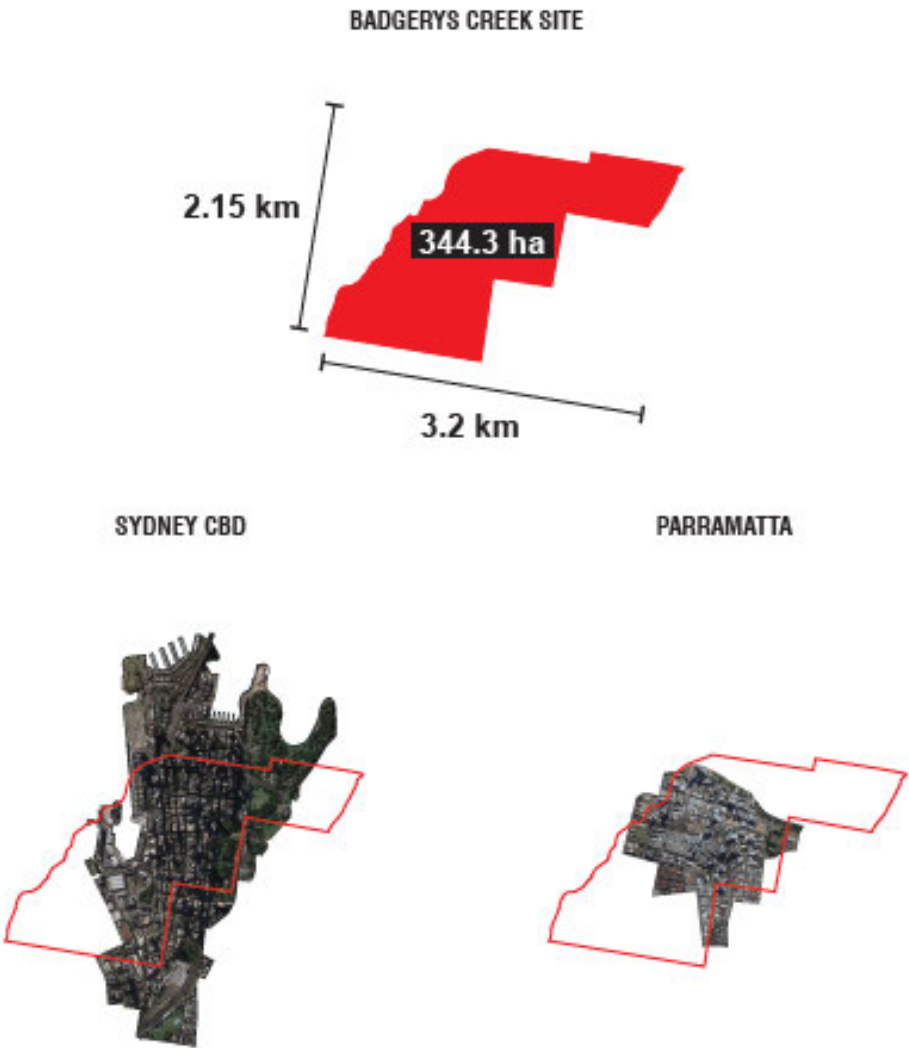 BADGERYS CREEK SITE
2.15 km
344.3 ha
3.2 km
SYDNEY CBD
PARRAMATTA